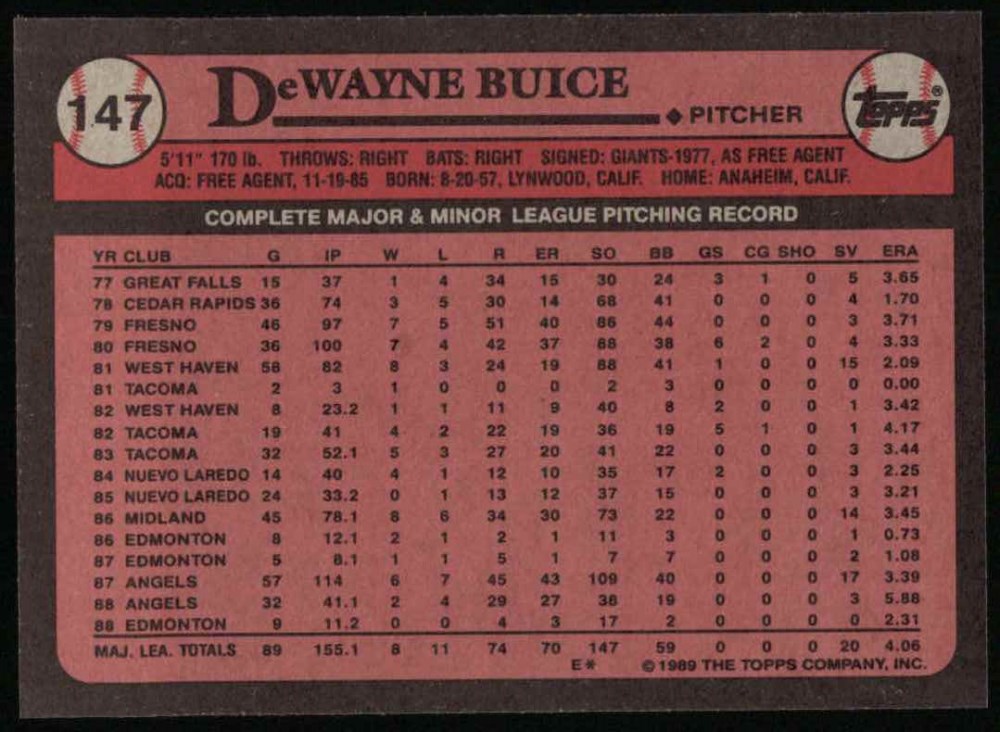 147
DeWAYNE BUICE
PITCHER
TOPPS®
5'11" 170 lb. THROWS: RIGHT BATS: RIGHT SIGNED: GIANTS-1977, AS FREE AGENT
ACQ: FREE AGENT, 11-19-85 BORN: 8-20-57, LYNWOOD, CALIF. HOME: ANAHEIM, CALIF.
COMPLETE MAJOR & MINOR LEAGUE PITCHING RECORD
YR CLUB G IP W L R ER SO BB GS CG SHO SV ERA
77 GREAT FALLS 15 37 1 4 34 15 30 24 3 1 0 5 3.65
78 CEDAR RAPIDS 36 74 3 5 30 14 68 41 0 0 0 4 1.70
79 FRESNO 46 97 7 5 51 40 86 44 0 0 0 3 3.71
80 FRESNO 36 100 7 4 42 37 88 38 6 2 0 4 3.33
81 WEST HAVEN 58 82 8 3 24 19 88 41 1 0 0 15 2.09
81 TACOMA 2 3 1 0 0 0 2 3 0 0 0 0 0.00
82 WEST HAVEN 8 23.2 1 1 11 9 40 8 2 0 0 1 3.42
82 TACOMA 19 41 4 2 22 19 36 19 5 1 0 1 4.17
83 TACOMA 32 52.1 5 3 27 20 41 22 0 0 0 3 3.44
84 NUEVO LAREDO 14 40 4 1 12 10 35 17 2 0 0 3 2.25
85 NUEVO LAREDO 24 33.2 0 1 13 12 37 15 0 0 0 3 3.21
86 MIDLAND 45 78.1 8 6 34 30 73 22 0 0 0 14 3.45
86 EDMONTON 8 12.1 2 1 2 1 11 3 0 0 0 1 0.73
87 EDMONTON 5 8.1 1 1 5 1 7 7 0 0 0 2 1.08
87 ANGELS 57 114 6 7 45 43 109 40 0 0 0 17 3.39
88 ANGELS 32 41.1 2 4 29 27 38 19 0 0 0 3 5.88
88 EDMONTON 9 11.2 0 0 4 3 17 2 0 0 0 0 2.31
MAJ. LEA. TOTALS 89 155.1 8 11 74 70 147 59 0 0 0 20 4.06
E* ©1989 THE TOPPS COMPANY, INC.